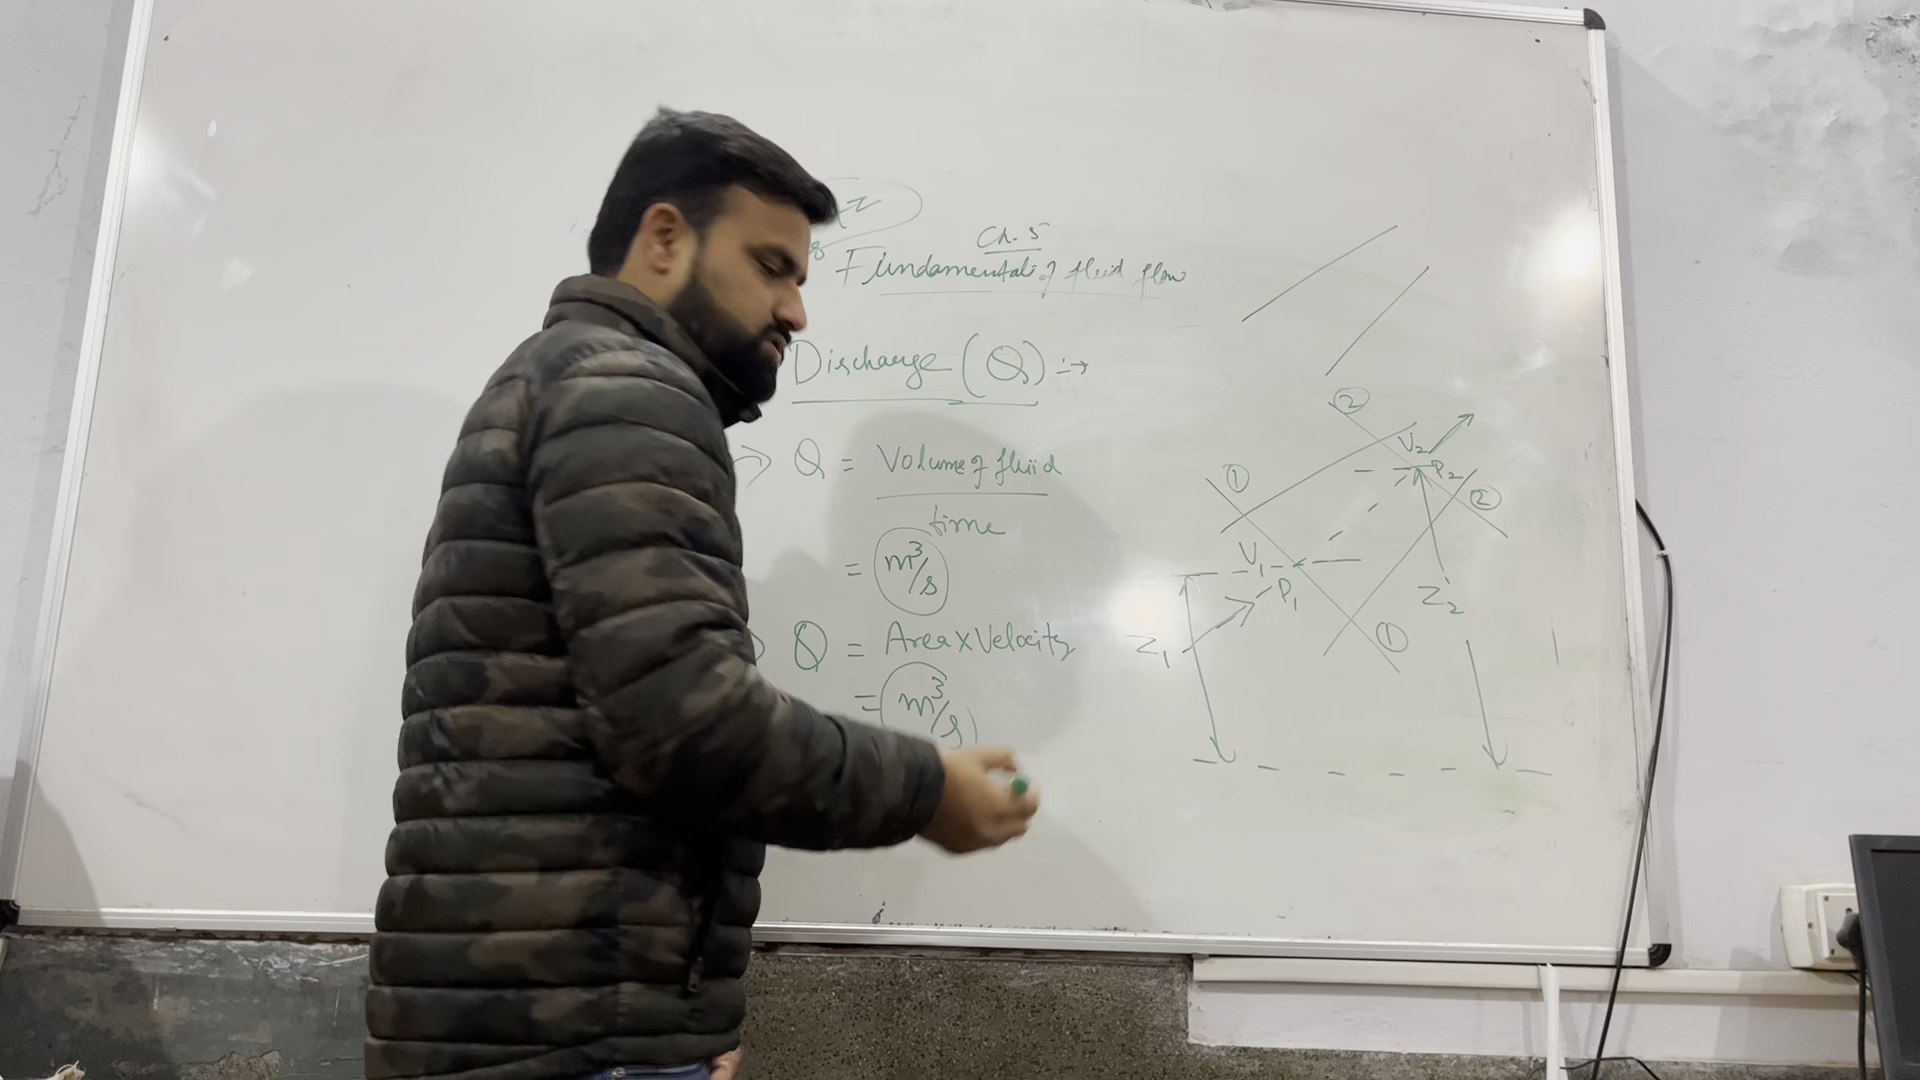 Ch. 5
Fundamentals of fluid flow
Discharge (Q) :→
Q = Volume of fluid
time
= m³/s
Q = Area x Velocity
= m³/s
②
V₂
P₂
①
②
V₁
P₁
Z₂
①
Z₁